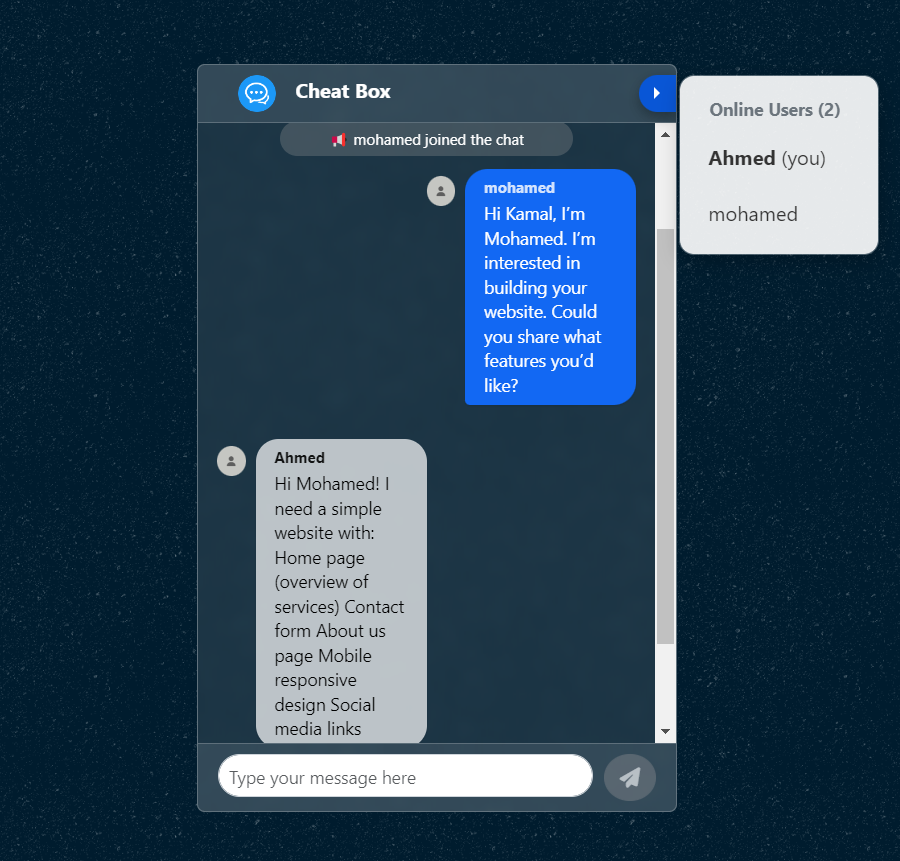 Cheat Box
mohamed joined the chat
mohamed
Hi Kamal, I’m
Mohamed. I’m
interested in
building your
website. Could
you share what
features you’d
like?
Ahmed
Hi Mohamed! I
need a simple
website with:
Home page
(overview of
services) Contact
form About us
page Mobile
responsive
design Social
media links
Type your message here
Online Users (2)
Ahmed (you)
mohamed